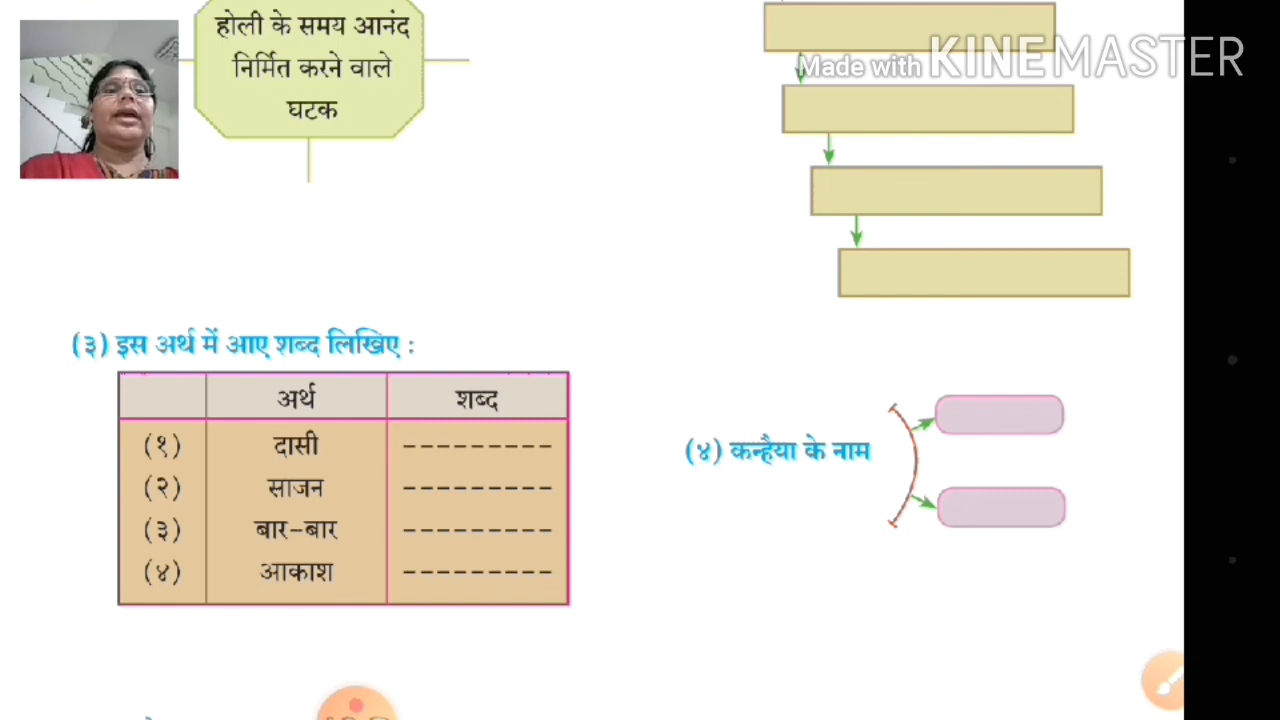 होली के समय आनंद
निर्मित करने वाले
घटक
Made with KINEMASTER
(३) इस अर्थ में आए शब्द लिखिए :
अर्थ शब्द
(१) दासी ---------
(२) साजन ---------
(३) बार-बार ---------
(४) आकाश ---------
(४) कन्हैया के नाम